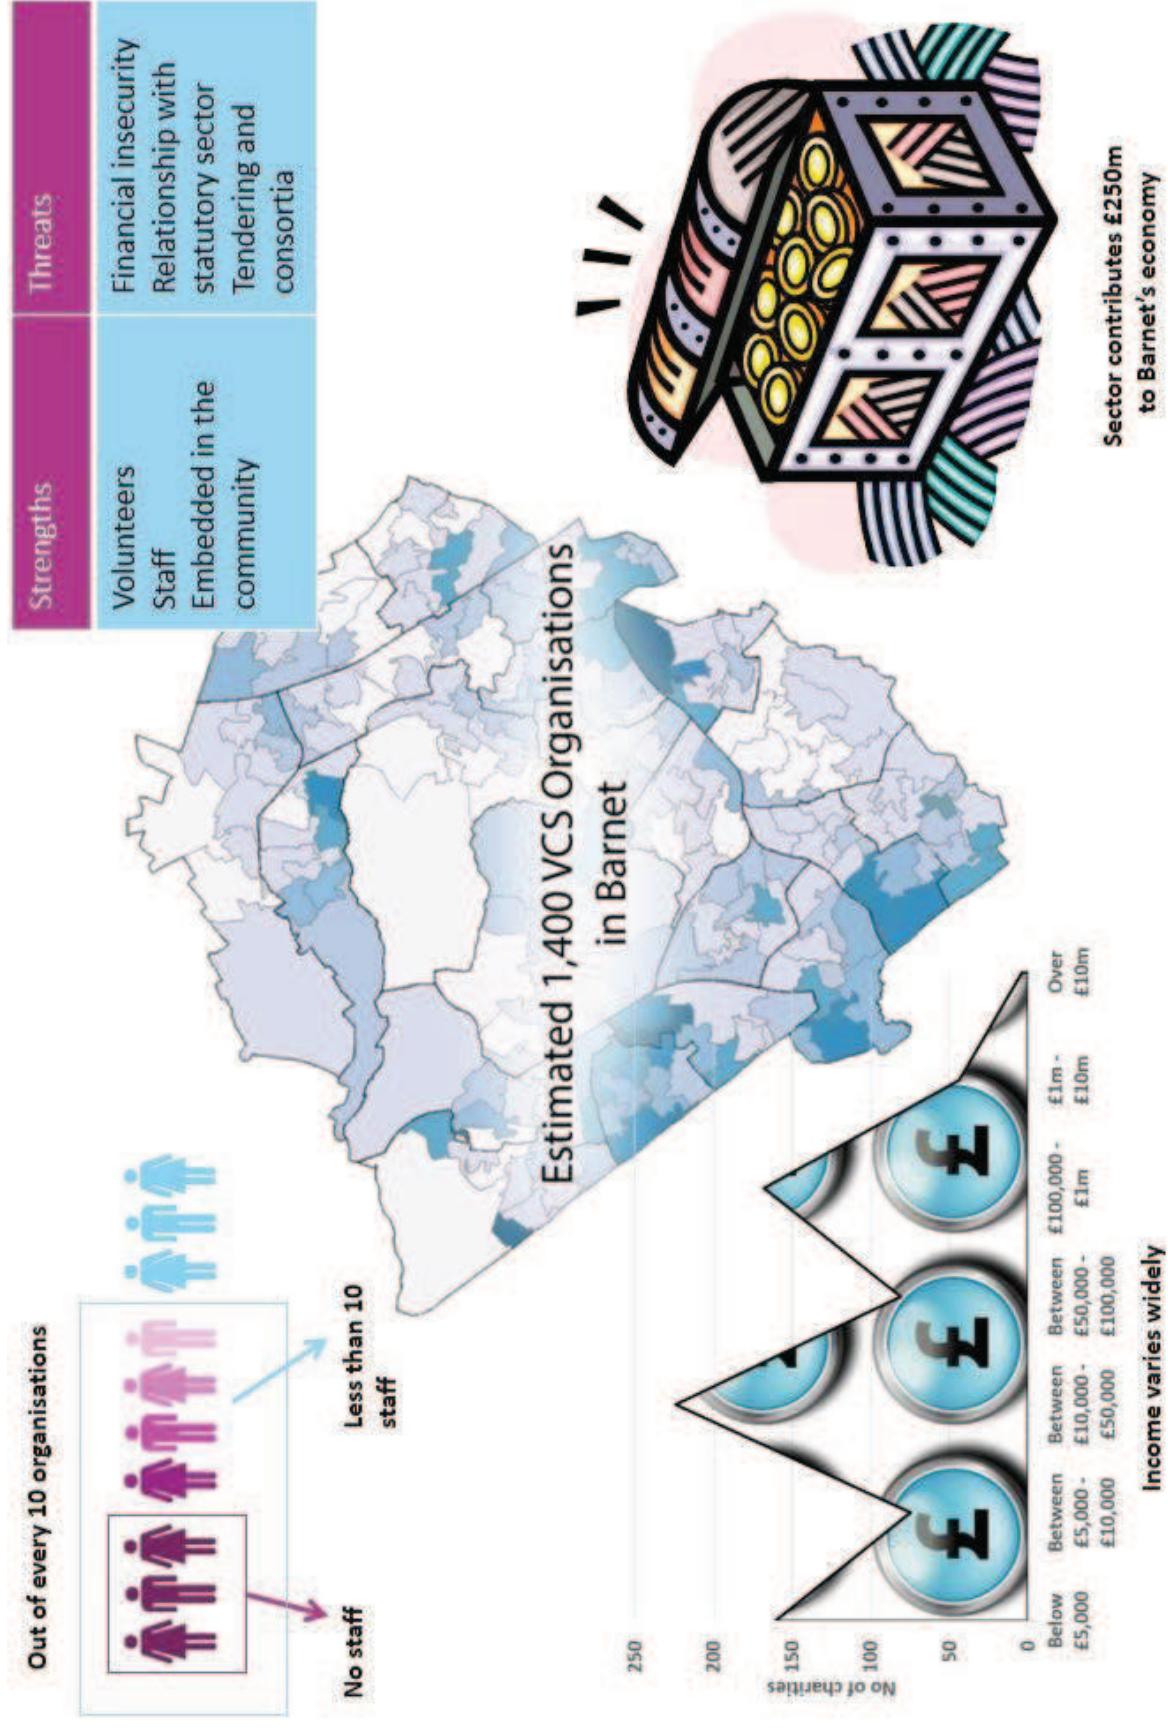 Out of every 10 organisations
No staff
Less than 10
staff
Strengths
Threats
Volunteers
Staff
Embedded in the
community
Financial insecurity
Relationship with
statutory sector
Tendering and
consortia
Estimated 1,400 VCS Organisations
in Barnet
No of charities
250
200
150
100
50
0
Below
£5,000
Between
£5,000 -
£10,000
Between
£10,000 -
£50,000
Between
£50,000 -
£100,000
£100,000 -
£1m
£1m -
£10m
Over
£10m
£
£
£
Income varies widely
Sector contributes £250m
to Barnet's economy